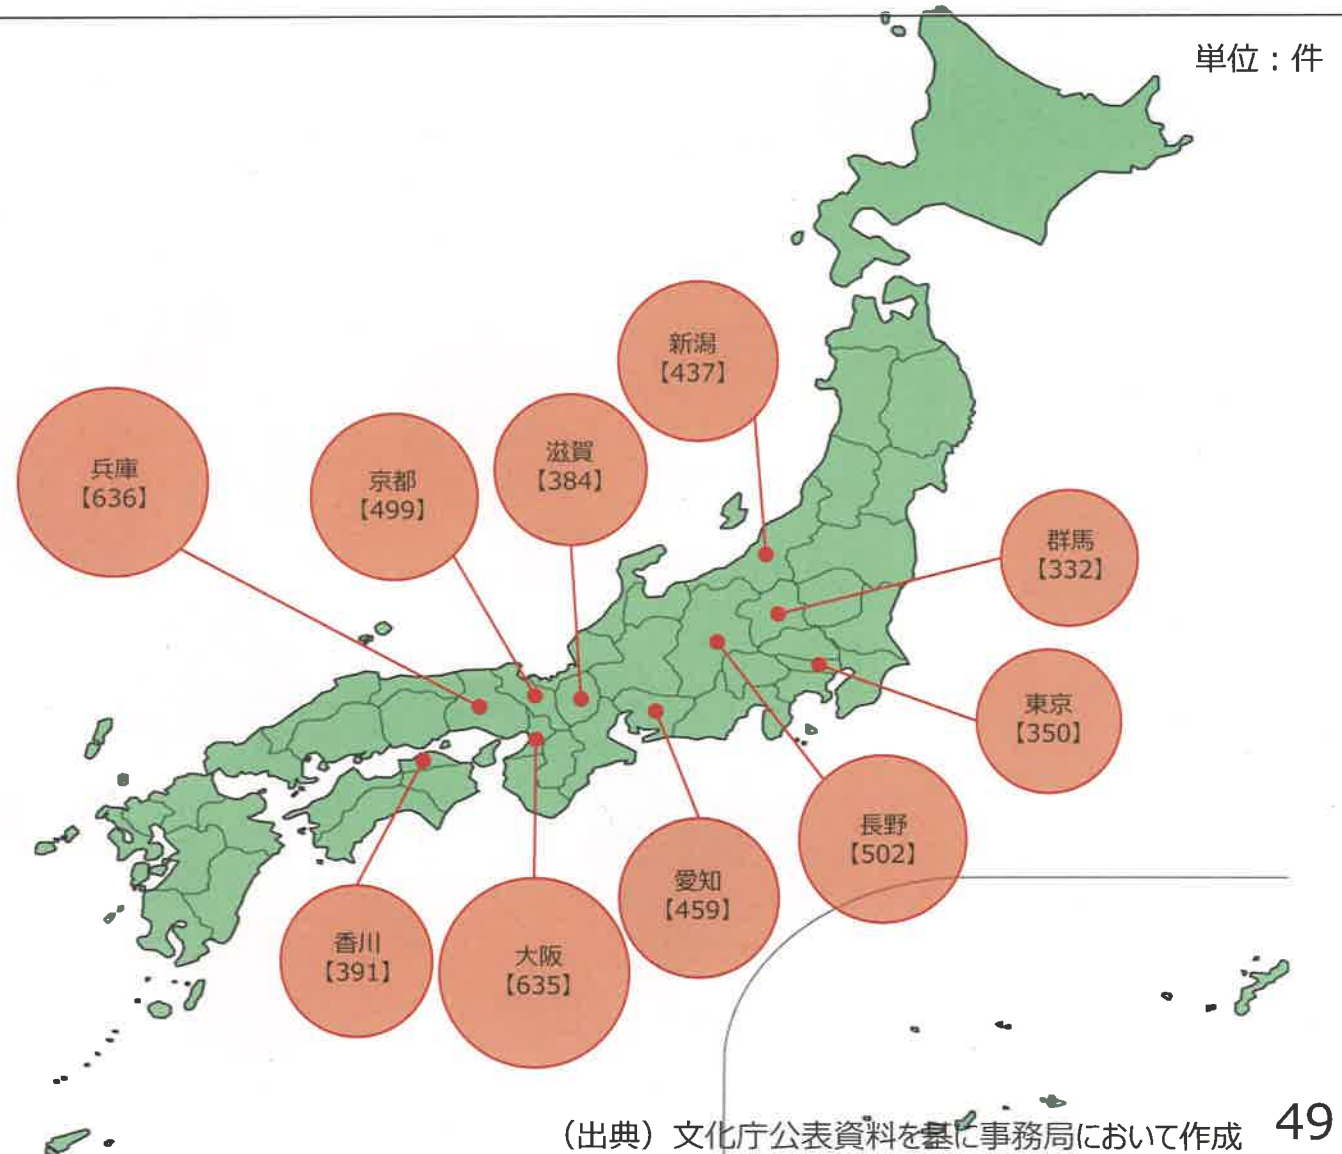 単位：件
新潟
【437】
兵庫
【636】
京都
【499】
滋賀
【384】
群馬
【332】
東京
【350】
長野
【502】
愛知
【459】
香川
【391】
大阪
【635】
（出典）文化庁公表資料を基に事務局において作成
49